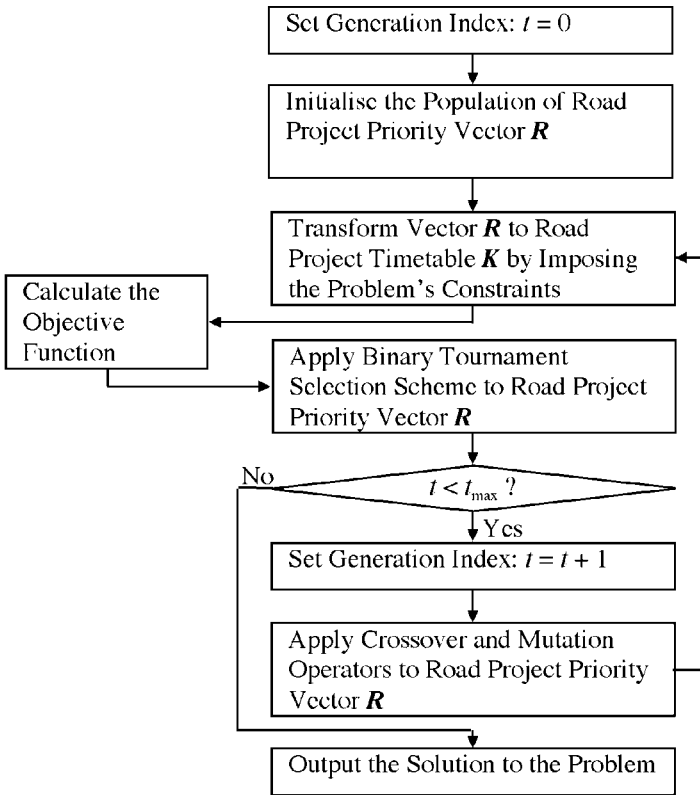 Set Generation Index: t = 0
Initialise the Population of Road
Project Priority Vector R
Transform Vector R to Road
Project Timetable K by Imposing
the Problem's Constraints
Calculate the
Objective
Function
Apply Binary Tournament
Selection Scheme to Road Project
Priority Vector R
No
t < tmax ?
Yes
Set Generation Index: t = t + 1
Apply Crossover and Mutation
Operators to Road Project Priority
Vector R
Output the Solution to the Problem